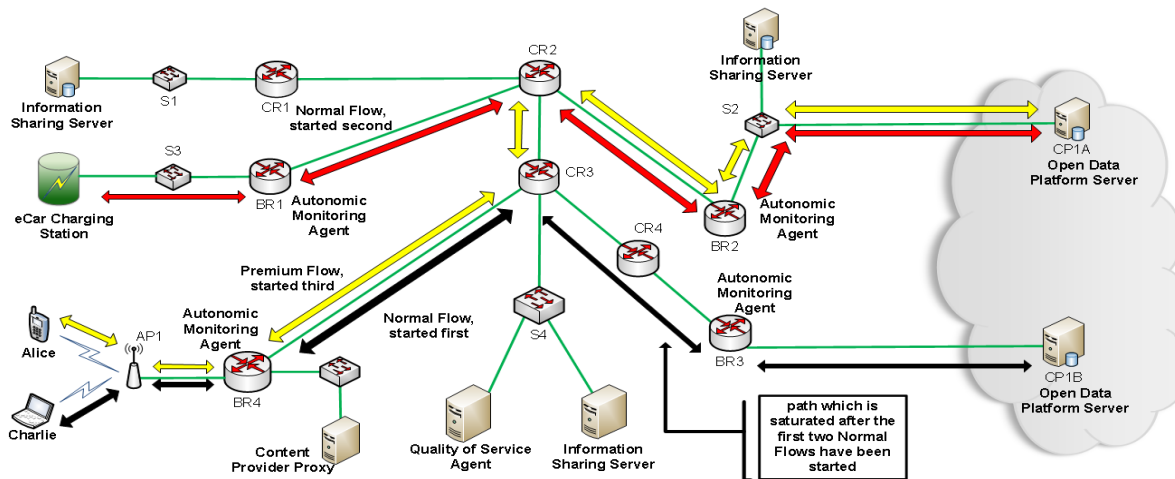 CR2
Information
Sharing Server
S1
CR1
Information
Sharing Server
S2
Normal Flow,
started second
S3
CP1A
Open Data
Platform Server
CR3
BR1
Autonomic
Monitoring
Agent
eCar Charging
Station
Autonomic
Monitoring
Agent
BR2
CR4
Premium Flow,
started third
Autonomic
Monitoring
Agent
Normal Flow,
started first
AP1
Autonomic
Monitoring
Agent
S4
Alice
BR3
BR4
CP1B
Open Data
Platform Server
Charlie
path which is
saturated after the
first two Normal
Flows have been
started
Content
Provider Proxy
Quality of Service
Agent
Information
Sharing Server